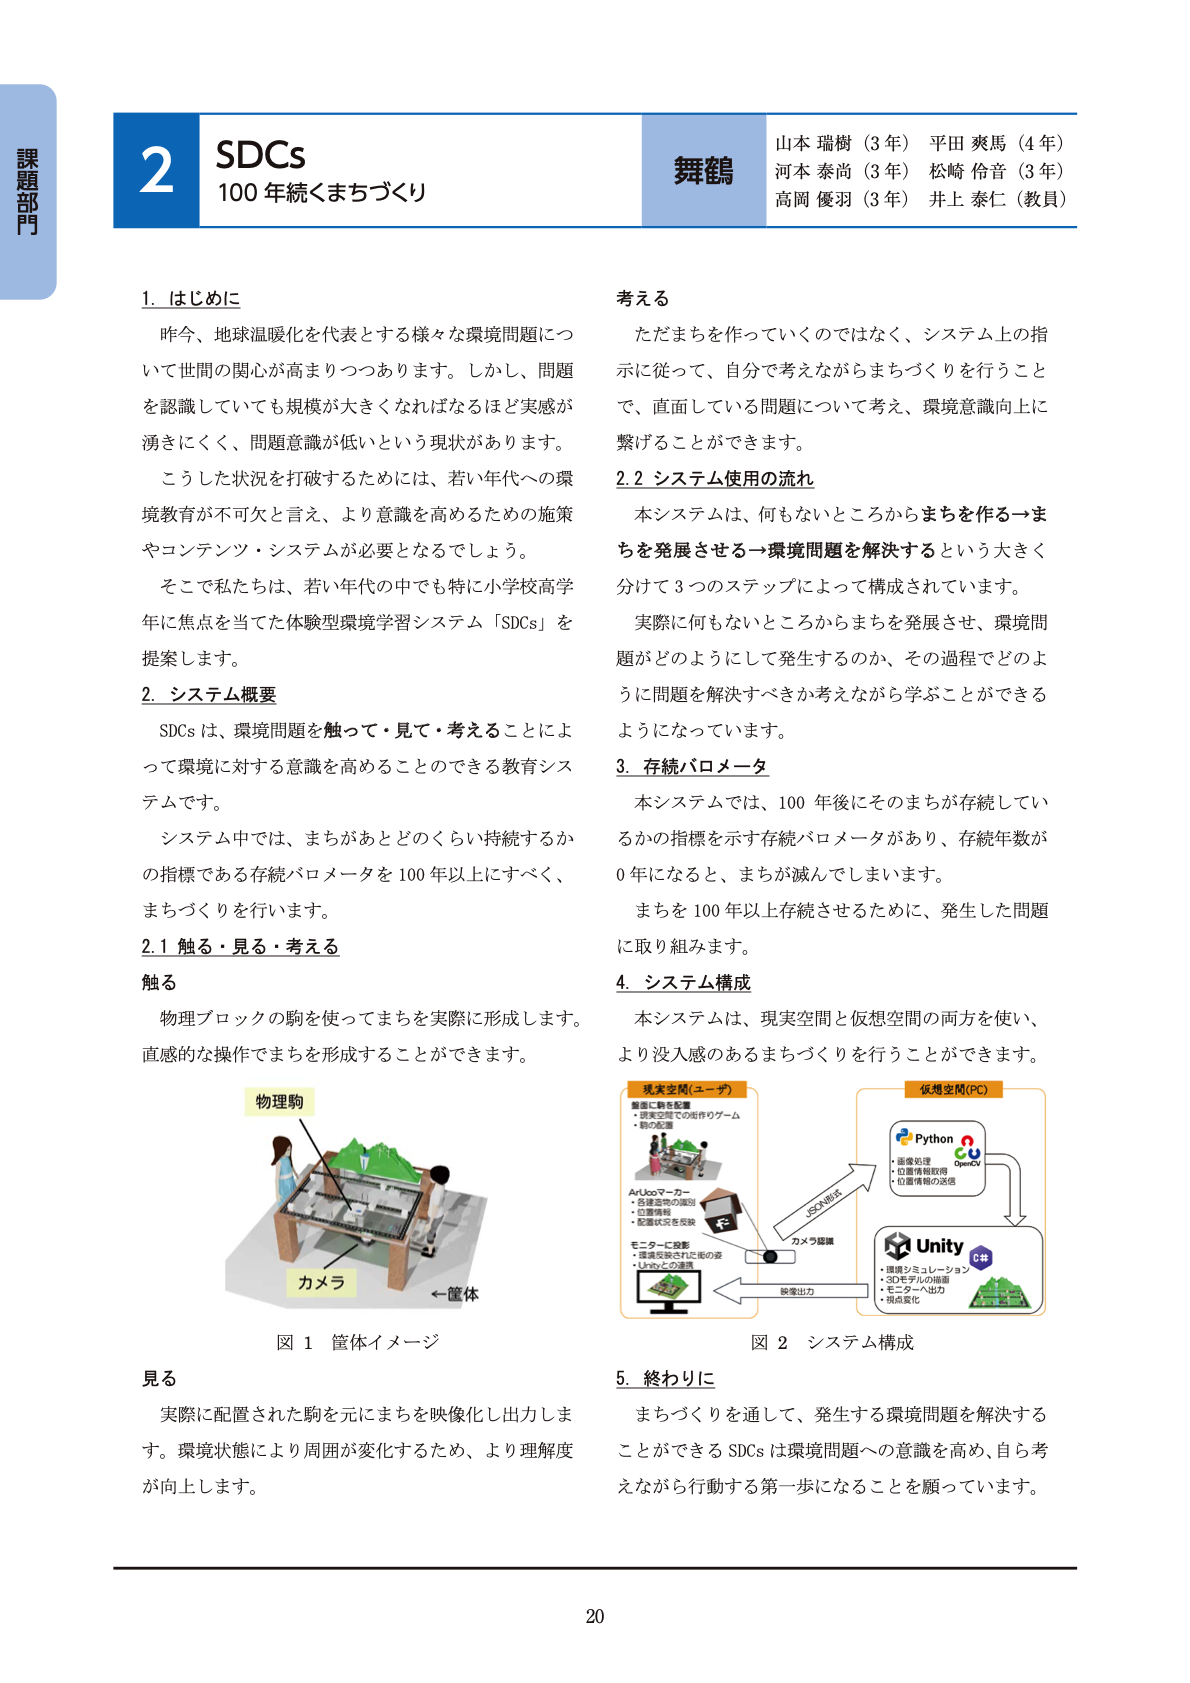 課題部門
2
SDCs
100 年続くまちづくり
舞鶴
山本 瑞樹（3 年） 平田 爽馬（4 年）
河本 泰尚（3 年） 松崎 伶音（3 年）
高岡 優羽（3 年） 井上 泰仁（教員）
1. はじめに
昨今、地球温暖化を代表とする様々な環境問題につ
いて世間の関心が高まりつつあります。しかし、問題
を認識していても規模が大きくなればなるほど実感が
湧きにくく、問題意識が低いという現状があります。
こうした状況を打破するためには、若い年代への環
境教育が不可欠と言え、より意識を高めるための施策
やコンテンツ・システムが必要となるでしょう。
そこで私たちは、若い年代の中でも特に小学校高学
年に焦点を当てた体験型環境学習システム「SDCs」を
提案します。
2. システム概要
SDCs は、環境問題を触って・見て・考えることによ
って環境に対する意識を高めることのできる教育シス
テムです。
システム中では、まちがあとどのくらい持続するか
の指標である存続バロメータを 100 年以上にすべく、
まちづくりを行います。
2.1 触る・見る・考える
触る
物理ブロックの駒を使ってまちを実際に形成します。
直感的な操作でまちを形成することができます。
物理駒
カメラ
←筐体
図 1 筐体イメージ
見る
実際に配置された駒を元にまちを映像化し出力しま
す。環境状態により周囲が変化するため、より理解度
が向上します。
考える
ただまちを作っていくのではなく、システム上の指
示に従って、自分で考えながらまちづくりを行うこと
で、直面している問題について考え、環境意識向上に
繋げることができます。
2.2 システム使用の流れ
本システムは、何もないところからまちを作る→ま
ちを発展させる→環境問題を解決するという大きく
分けて 3 つのステップによって構成されています。
実際に何もないところからまちを発展させ、環境問
題がどのようにして発生するのか、その過程でどのよ
うに問題を解決すべきか考えながら学ぶことができる
ようになっています。
3. 存続バロメータ
本システムでは、100 年後にそのまちが存続してい
るかの指標を示す存続バロメータがあり、存続年数が
0 年になると、まちが滅んでしまいます。
まちを 100 年以上存続させるために、発生した問題
に取り組みます。
4. システム構成
本システムは、現実空間と仮想空間の両方を使い、
より没入感のあるまちづくりを行うことができます。
現実空間(ユーザ)
盤面に駒を配置
・現実空間での街作りゲーム
・駒の配置
ArUcoマーカー
・各建造物の識別
・位置情報
・配置状況を反映
モニターに投影
・環境反映された街の姿
・Unityとの連携
JSON形式
カメラ認識
映像出力
仮想空間(PC)
Python
OpenCV
・画像処理
・位置情報取得
・位置情報の送信
Unity
C#
・環境シミュレーション
・3Dモデルの描画
・モニターへ出力
・視点変化
図 2 システム構成
5. 終わりに
まちづくりを通して、発生する環境問題を解決する
ことができる SDCs は環境問題への意識を高め、自ら考
えながら行動する第一歩になることを願っています。
20